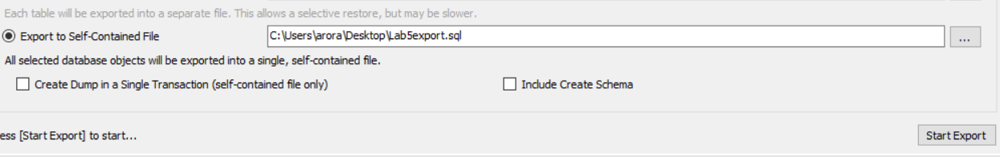 Each table will be exported into a separate file. This allows a selective restore, but may be slower.
Export to Self-Contained File C:\Users\arora\Desktop\Lab5export.sql ...
All selected database objects will be exported into a single, self-contained file.
Create Dump in a Single Transaction (self-contained file only) Include Create Schema
ess [Start Export] to start... Start Export